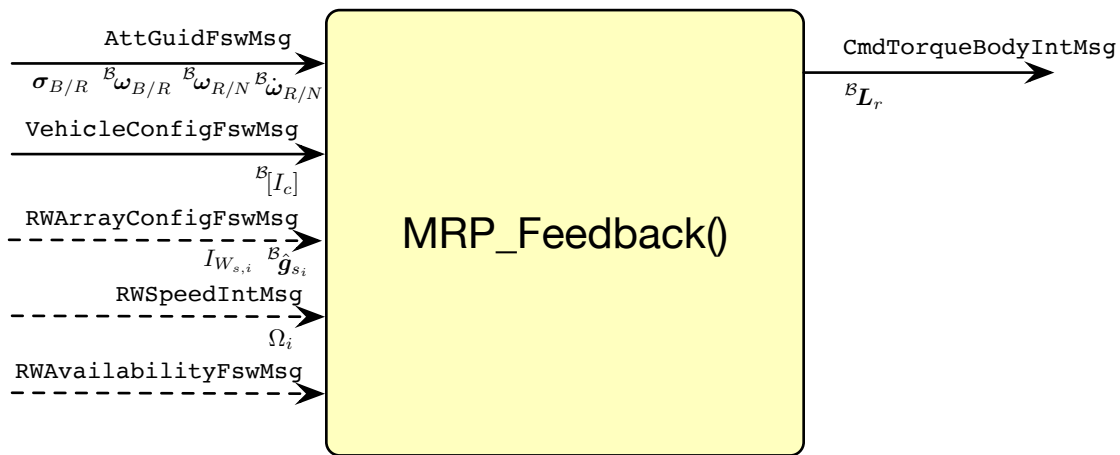 AttGuidFswMsg
𝝈_{B/R} ^ℬ𝝎_{B/R} ^ℬ𝝎_{R/N} ^ℬ𝝎̇_{R/N}
VehicleConfigFswMsg
^ℬ[I_c]
RWArrayConfigFswMsg
I_{W_{s,i}} ^ℬĝ_{s_i}
RWSpeedIntMsg
Ω_i
RWAvailabilityFswMsg
MRP_Feedback()
CmdTorqueBodyIntMsg
^ℬ𝑳_r